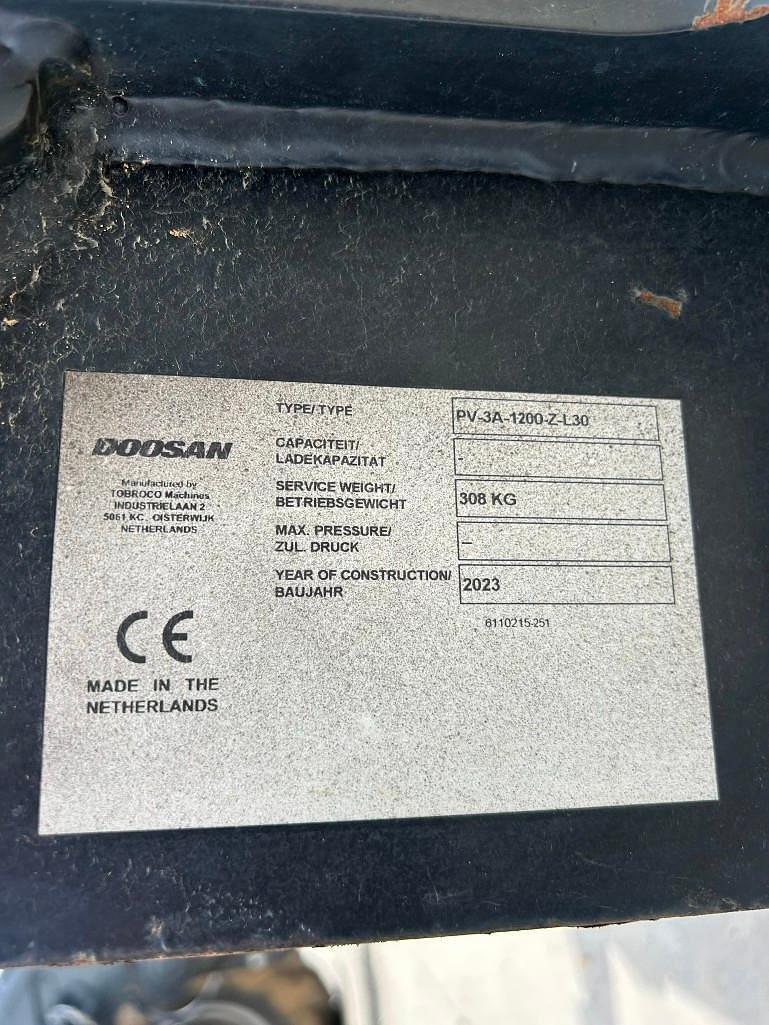 DOOSAN
Manufactured by
TOBROCO Machines
INDUSTRIELAAN 2
5061 KC, OISTERWIJK
NETHERLANDS
CE
MADE IN THE
NETHERLANDS
TYPE/TYPE PV-3A-1200-Z-L30
CAPACITEIT/
LADEKAPAZITÄT -
SERVICE WEIGHT/
BETRIEBSGEWICHT 308 KG
MAX. PRESSURE/
ZUL. DRUCK –
YEAR OF CONSTRUCTION/
BAUJAHR 2023
6110215-251